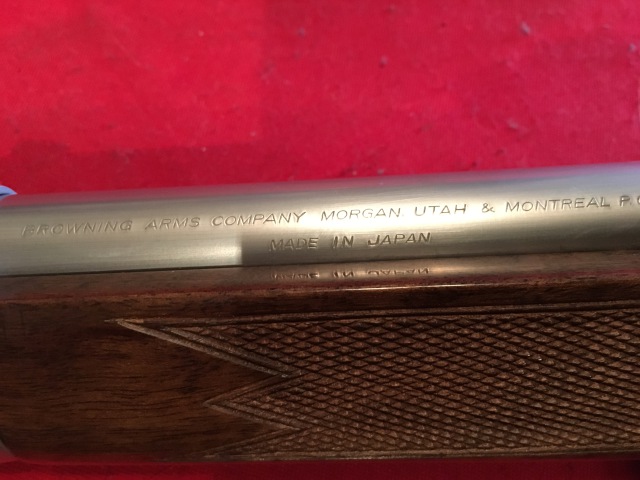 BROWNING ARMS COMPANY MORGAN. UTAH & MONTREAL P.Q
MADE IN JAPAN